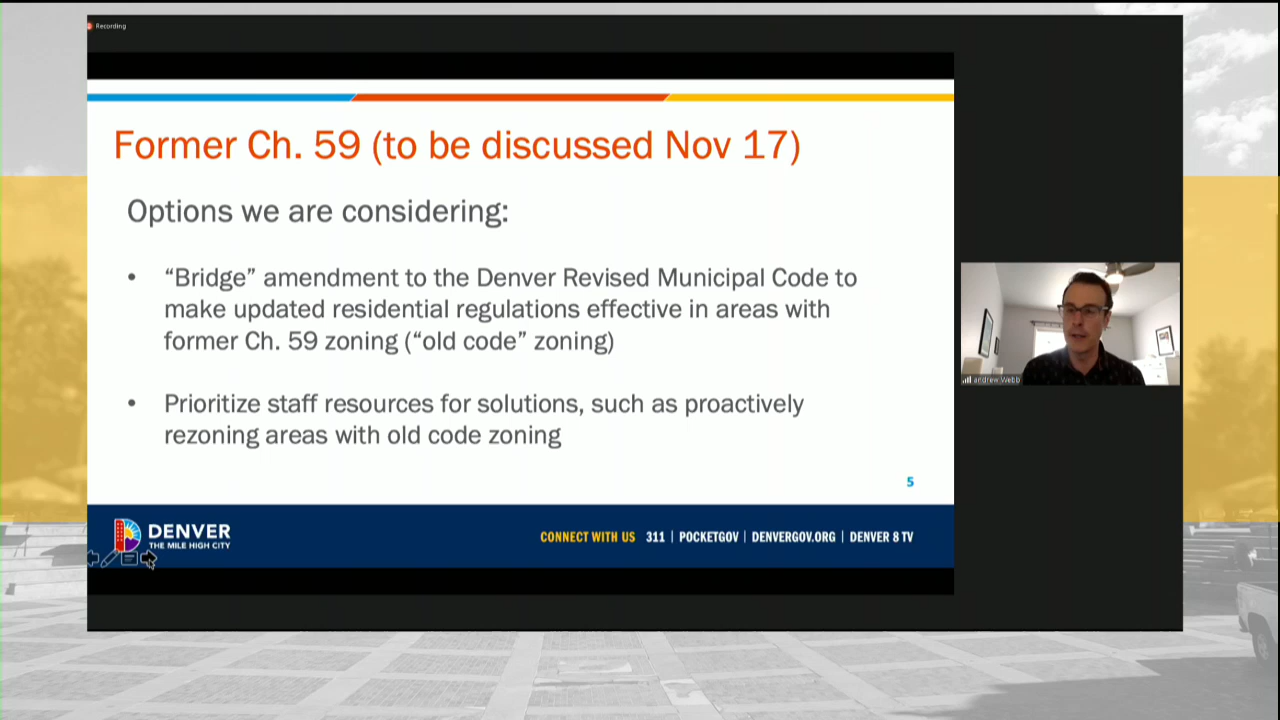 Recording
Former Ch. 59 (to be discussed Nov 17)
Options we are considering:
• “Bridge” amendment to the Denver Revised Municipal Code to
make updated residential regulations effective in areas with
former Ch. 59 zoning (“old code” zoning)
• Prioritize staff resources for solutions, such as proactively
rezoning areas with old code zoning
5
DENVER
THE MILE HIGH CITY
CONNECT WITH US 311 | POCKETGOV | DENVERGOV.ORG | DENVER 8 TV
andrew Webb